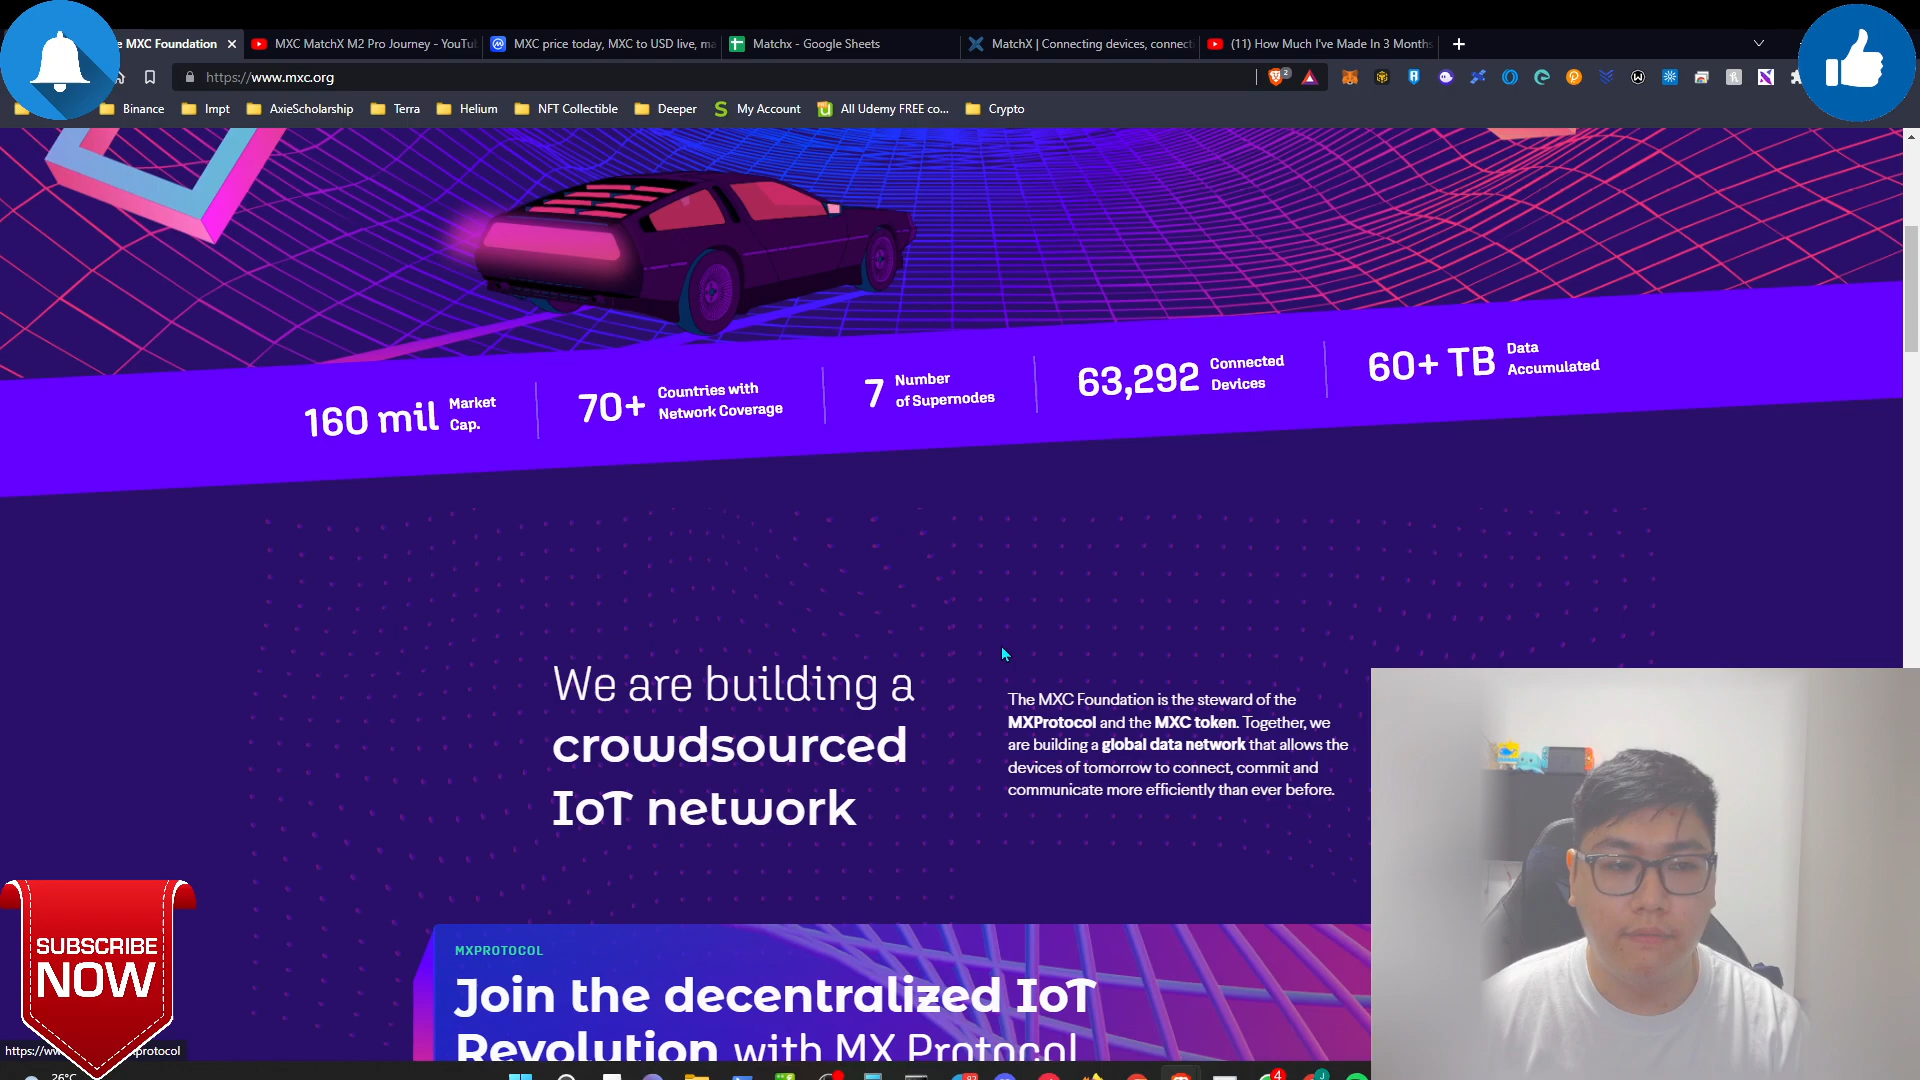 e MXC Foundation
MXC MatchX M2 Pro Journey - YouTu
MXC price today, MXC to USD live, ma
Matchx - Google Sheets
MatchX | Connecting devices, connect
(11) How Much I've Made In 3 Months
https://www.mxc.org
2
Binance
Impt
AxieScholarship
Terra
Helium
NFT Collectible
Deeper
My Account
All Udemy FREE co...
Crypto
160 mil Market Cap.
70+ Countries with Network Coverage
7 Number of Supernodes
63,292 Connected Devices
60+ TB Data Accumulated
We are building a
crowdsourced
IoT network
The MXC Foundation is the steward of the
MXProtocol and the MXC token. Together, we
are building a global data network that allows the
devices of tomorrow to connect, commit and
communicate more efficiently than ever before.
MXPROTOCOL
Join the decentralized IoT
Revolution with MX Protocol
SUBSCRIBE
NOW
https://w
protocol
26°C
4
J